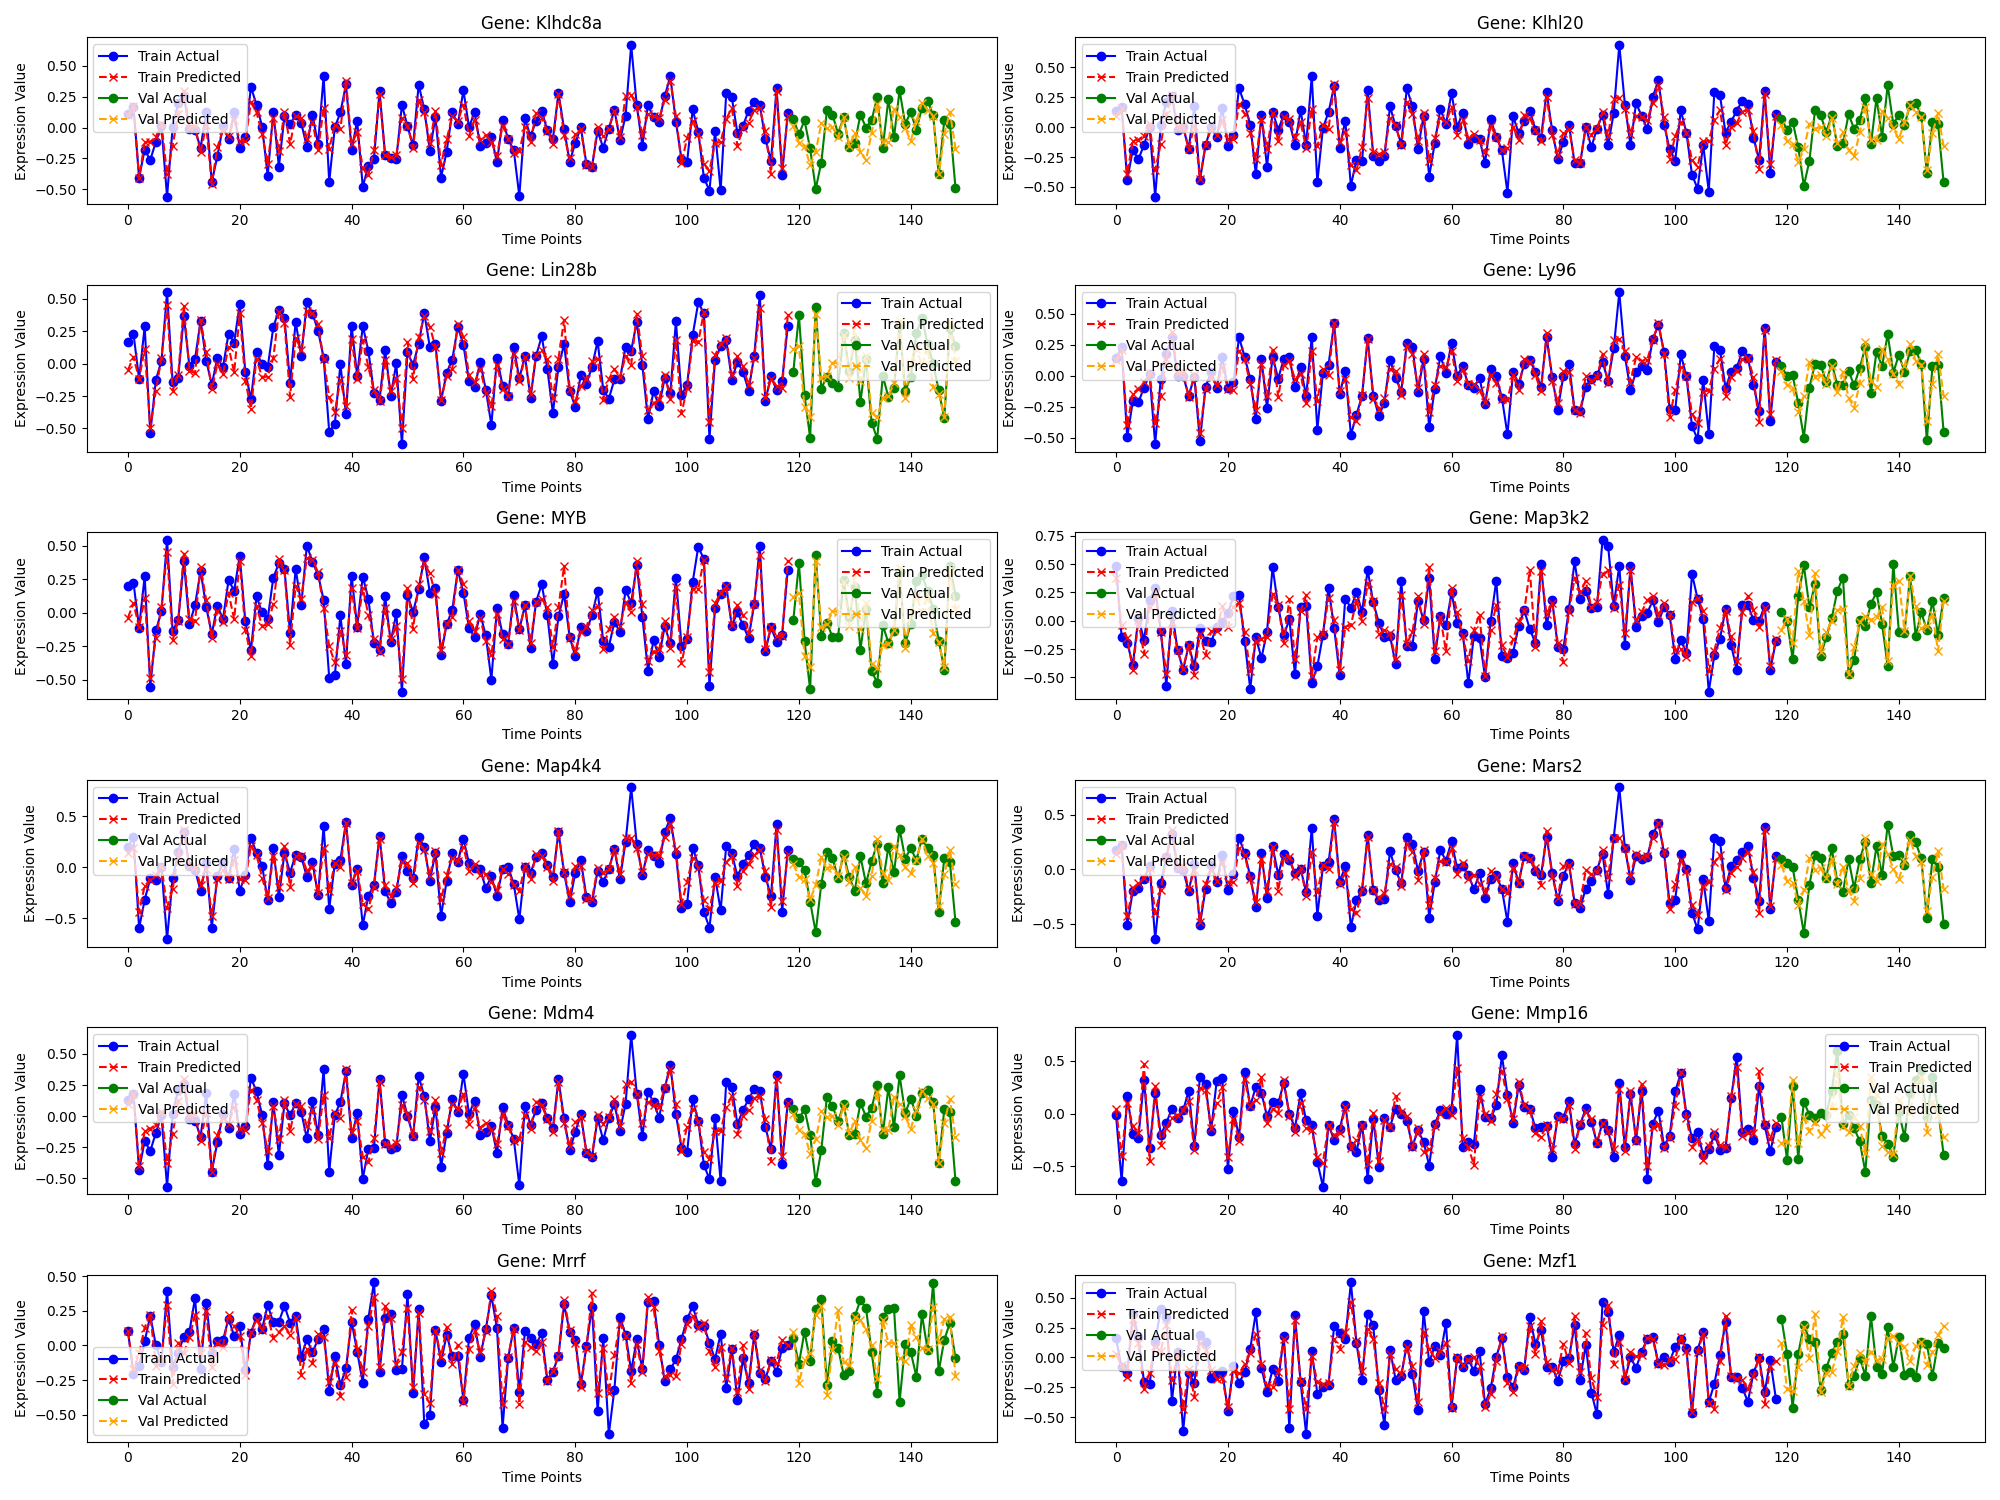 Gene: Klhdc8a
Expression Value
0.50
0.25
0.00
−0.25
−0.50
Train Actual
Train Predicted
Val Actual
Val Predicted
0 20 40 60 80 100 120 140
Time Points
Gene: Klhl20
Expression Value
0.50
0.25
0.00
−0.25
−0.50
Train Actual
Train Predicted
Val Actual
Val Predicted
0 20 40 60 80 100 120 140
Time Points
Gene: Lin28b
Expression Value
0.50
0.25
0.00
−0.25
−0.50
Train Actual
Train Predicted
Val Actual
Val Predicted
0 20 40 60 80 100 120 140
Time Points
Gene: Ly96
Expression Value
0.50
0.25
0.00
−0.25
−0.50
Train Actual
Train Predicted
Val Actual
Val Predicted
0 20 40 60 80 100 120 140
Time Points
Gene: MYB
Expression Value
0.50
0.25
0.00
−0.25
−0.50
Train Actual
Train Predicted
Val Actual
Val Predicted
0 20 40 60 80 100 120 140
Time Points
Gene: Map3k2
Expression Value
0.75
0.50
0.25
0.00
−0.25
−0.50
Train Actual
Train Predicted
Val Actual
Val Predicted
0 20 40 60 80 100 120 140
Time Points
Gene: Map4k4
Expression Value
0.5
0.0
−0.5
Train Actual
Train Predicted
Val Actual
Val Predicted
0 20 40 60 80 100 120 140
Time Points
Gene: Mars2
Expression Value
0.5
0.0
−0.5
Train Actual
Train Predicted
Val Actual
Val Predicted
0 20 40 60 80 100 120 140
Time Points
Gene: Mdm4
Expression Value
0.50
0.25
0.00
−0.25
−0.50
Train Actual
Train Predicted
Val Actual
Val Predicted
0 20 40 60 80 100 120 140
Time Points
Gene: Mmp16
Expression Value
0.5
0.0
−0.5
Train Actual
Train Predicted
Val Actual
Val Predicted
0 20 40 60 80 100 120 140
Time Points
Gene: Mrrf
Expression Value
0.50
0.25
0.00
−0.25
−0.50
Train Actual
Train Predicted
Val Actual
Val Predicted
0 20 40 60 80 100 120 140
Time Points
Gene: Mzf1
Expression Value
0.50
0.25
0.00
−0.25
−0.50
Train Actual
Train Predicted
Val Actual
Val Predicted
0 20 40 60 80 100 120 140
Time Points